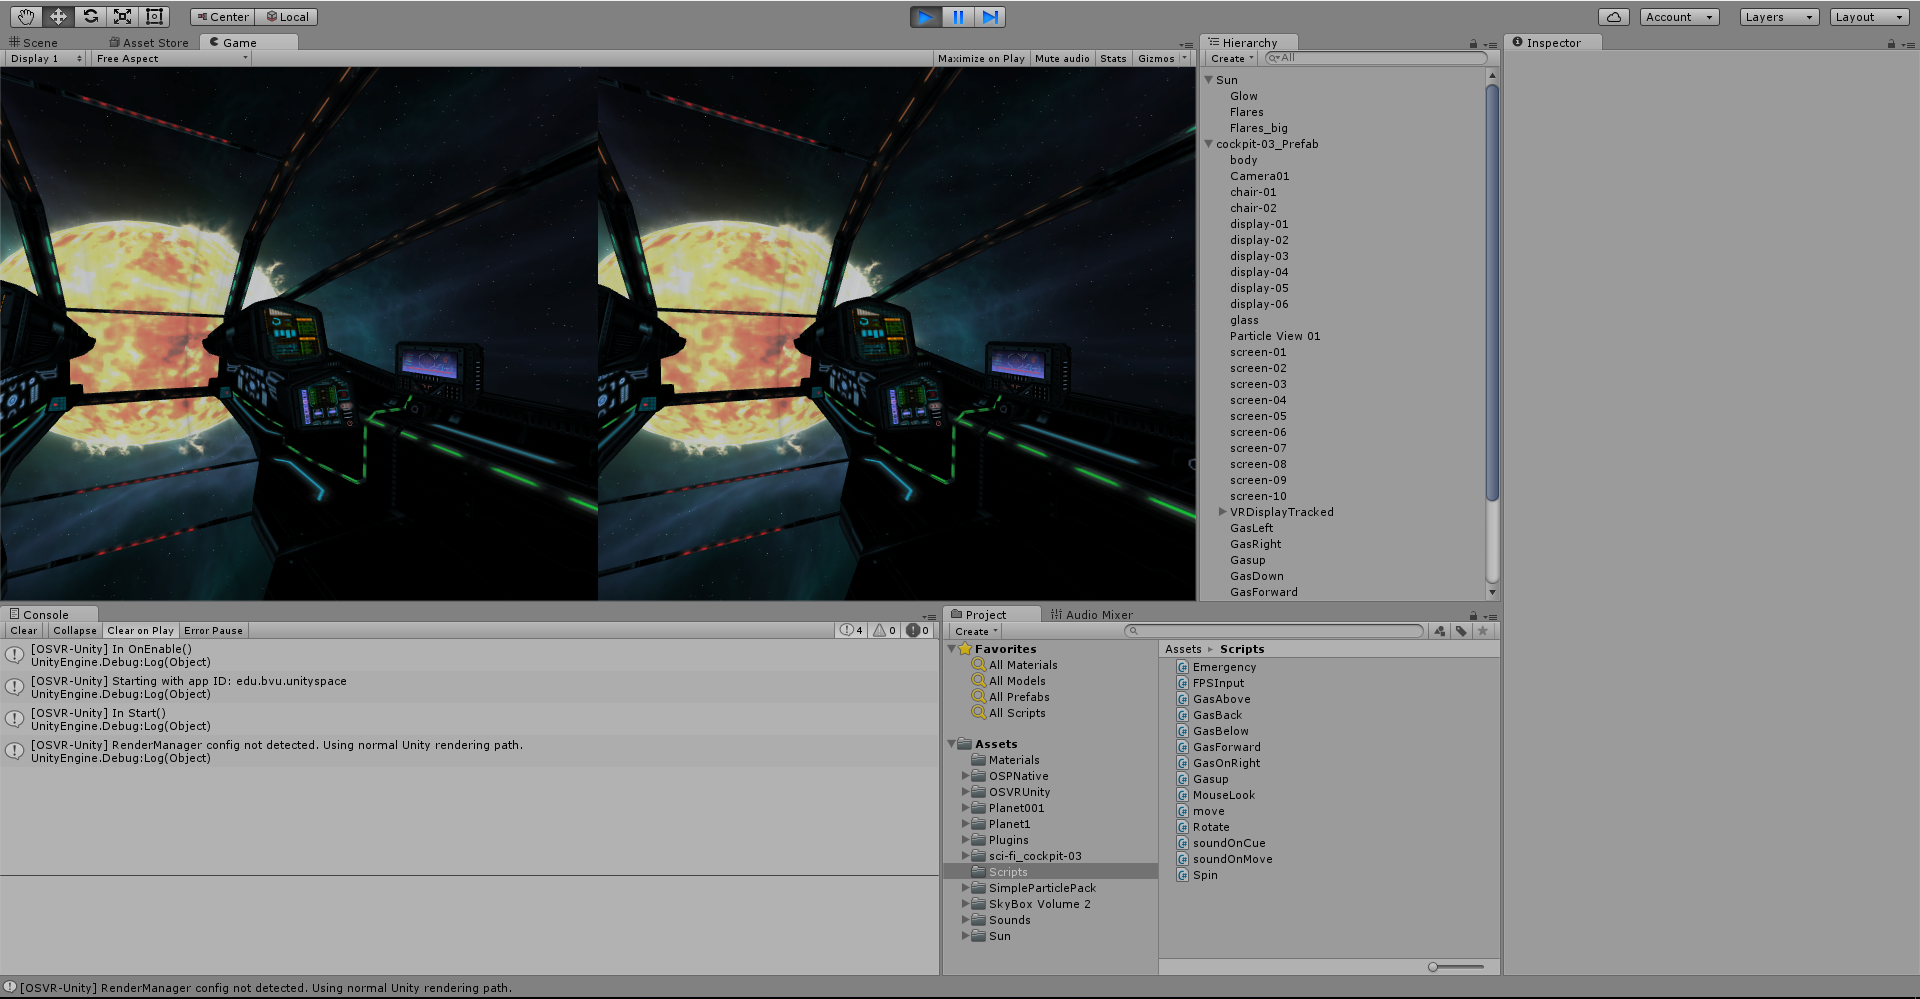 Center Local
Account Layers Layout
Scene Asset Store Game
Display 1 Free Aspect Maximize on Play Mute audio Stats Gizmos
Hierarchy
Create All
Sun
Glow
Flares
Flares_big
cockpit-03_Prefab
body
Camera01
chair-01
chair-02
display-01
display-02
display-03
display-04
display-05
display-06
glass
Particle View 01
screen-01
screen-02
screen-03
screen-04
screen-05
screen-06
screen-07
screen-08
screen-09
screen-10
VRDisplayTracked
GasLeft
GasRight
Gasup
GasDown
GasForward
Inspector
Console
Clear Collapse Clear on Play Error Pause 4 0 0
[OSVR-Unity] In OnEnable()
UnityEngine.Debug:Log(Object)
[OSVR-Unity] Starting with app ID: edu.bvu.unityspace
UnityEngine.Debug:Log(Object)
[OSVR-Unity] In Start()
UnityEngine.Debug:Log(Object)
[OSVR-Unity] RenderManager config not detected. Using normal Unity rendering path.
UnityEngine.Debug:Log(Object)
Project Audio Mixer
Create
Favorites
All Materials
All Models
All Prefabs
All Scripts
Assets
Materials
OSPNative
OSVRUnity
Planet001
Planet1
Plugins
sci-fi_cockpit-03
Scripts
SimpleParticlePack
SkyBox Volume 2
Sounds
Sun
Assets Scripts
Emergency
FPSInput
GasAbove
GasBack
GasBelow
GasForward
GasOnRight
Gasup
MouseLook
move
Rotate
soundOnCue
soundOnMove
Spin
[OSVR-Unity] RenderManager config not detected. Using normal Unity rendering path.